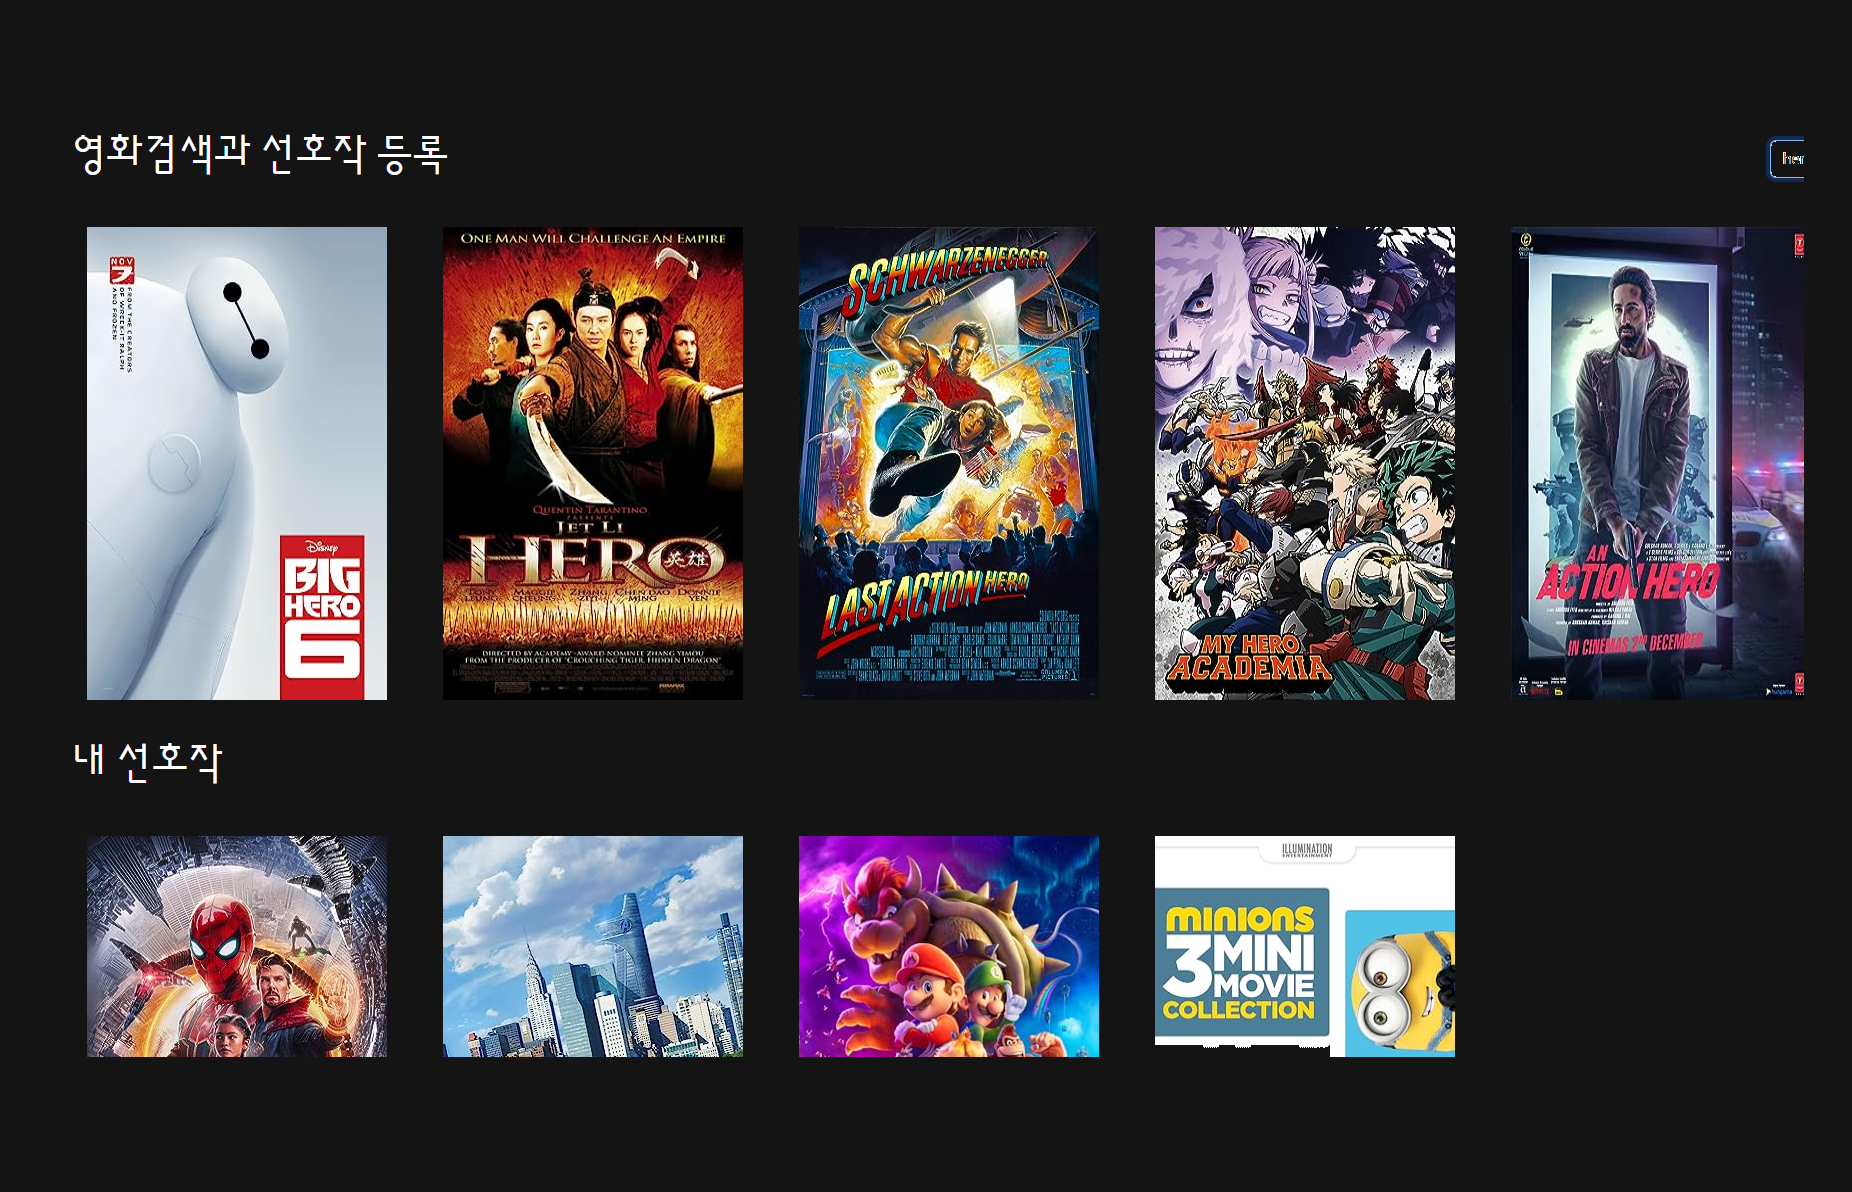 영화검색과 선호작 등록
NOV
7
FROM THE CREATORS
OF WRECK-IT RALPH
AND FROZEN
Disney
BIG
HERO
6
ONE MAN WILL CHALLENGE AN EMPIRE
QUENTIN TARANTINO
PRESENTS
JET LI
HERO
英雄
TONY LEUNG MAGGIE CHEUNG ZHANG ZIYI CHEN DAO MING DONNIE YEN
DIRECTED BY ACADEMY-AWARD NOMINEE ZHANG YIMOU
FROM THE PRODUCER OF "CROUCHING TIGER HIDDEN DRAGON"
MIRAMAX
SCHWARZENEGGER
LAST ACTION HERO
COLUMBIA
PICTURES
MY HERO
ACADEMIA
AN
ACTION HERO
IN CINEMAS 2ND DECEMBER
내 선호작
ILLUMINATION
ENTERTAINMENT
minions
3 MINI
MOVIE
COLLECTION